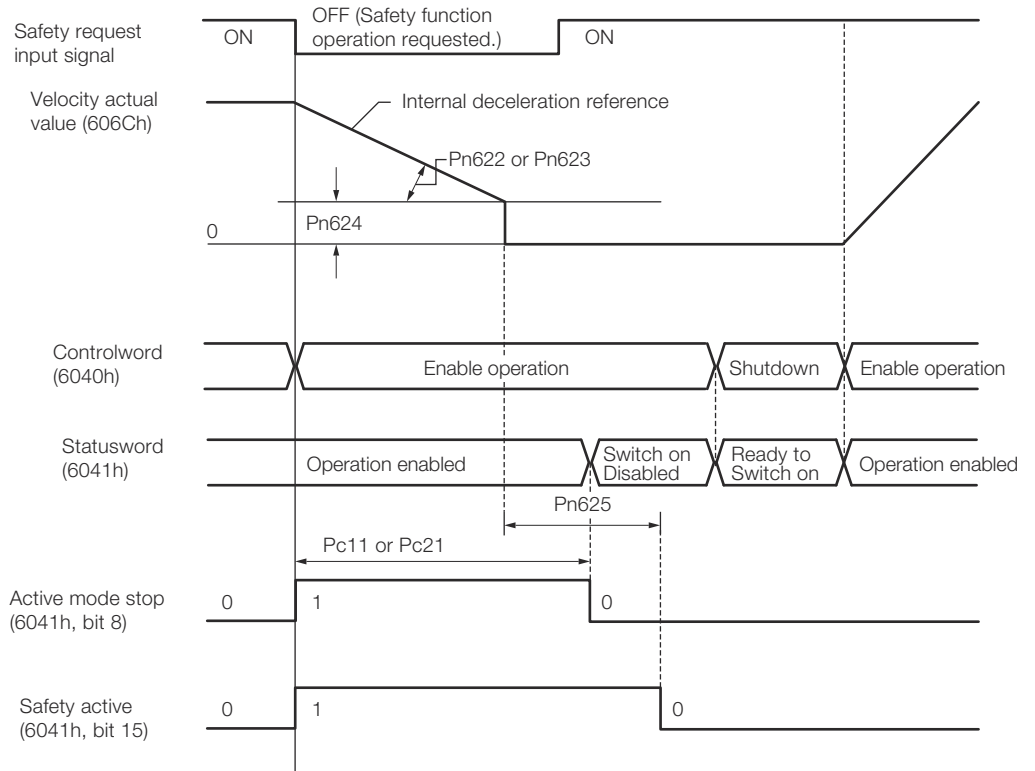 Safety request
input signal
ON
OFF (Safety function
operation requested.)
ON
Velocity actual
value (606Ch)
Internal deceleration reference
Pn622 or Pn623
Pn624
0
Controlword
(6040h)
Enable operation
Shutdown
Enable operation
Statusword
(6041h)
Operation enabled
Switch on
Disabled
Ready to
Switch on
Operation enabled
Pn625
Pc11 or Pc21
Active mode stop
(6041h, bit 8)
0
1
0
Safety active
(6041h, bit 15)
0
1
0